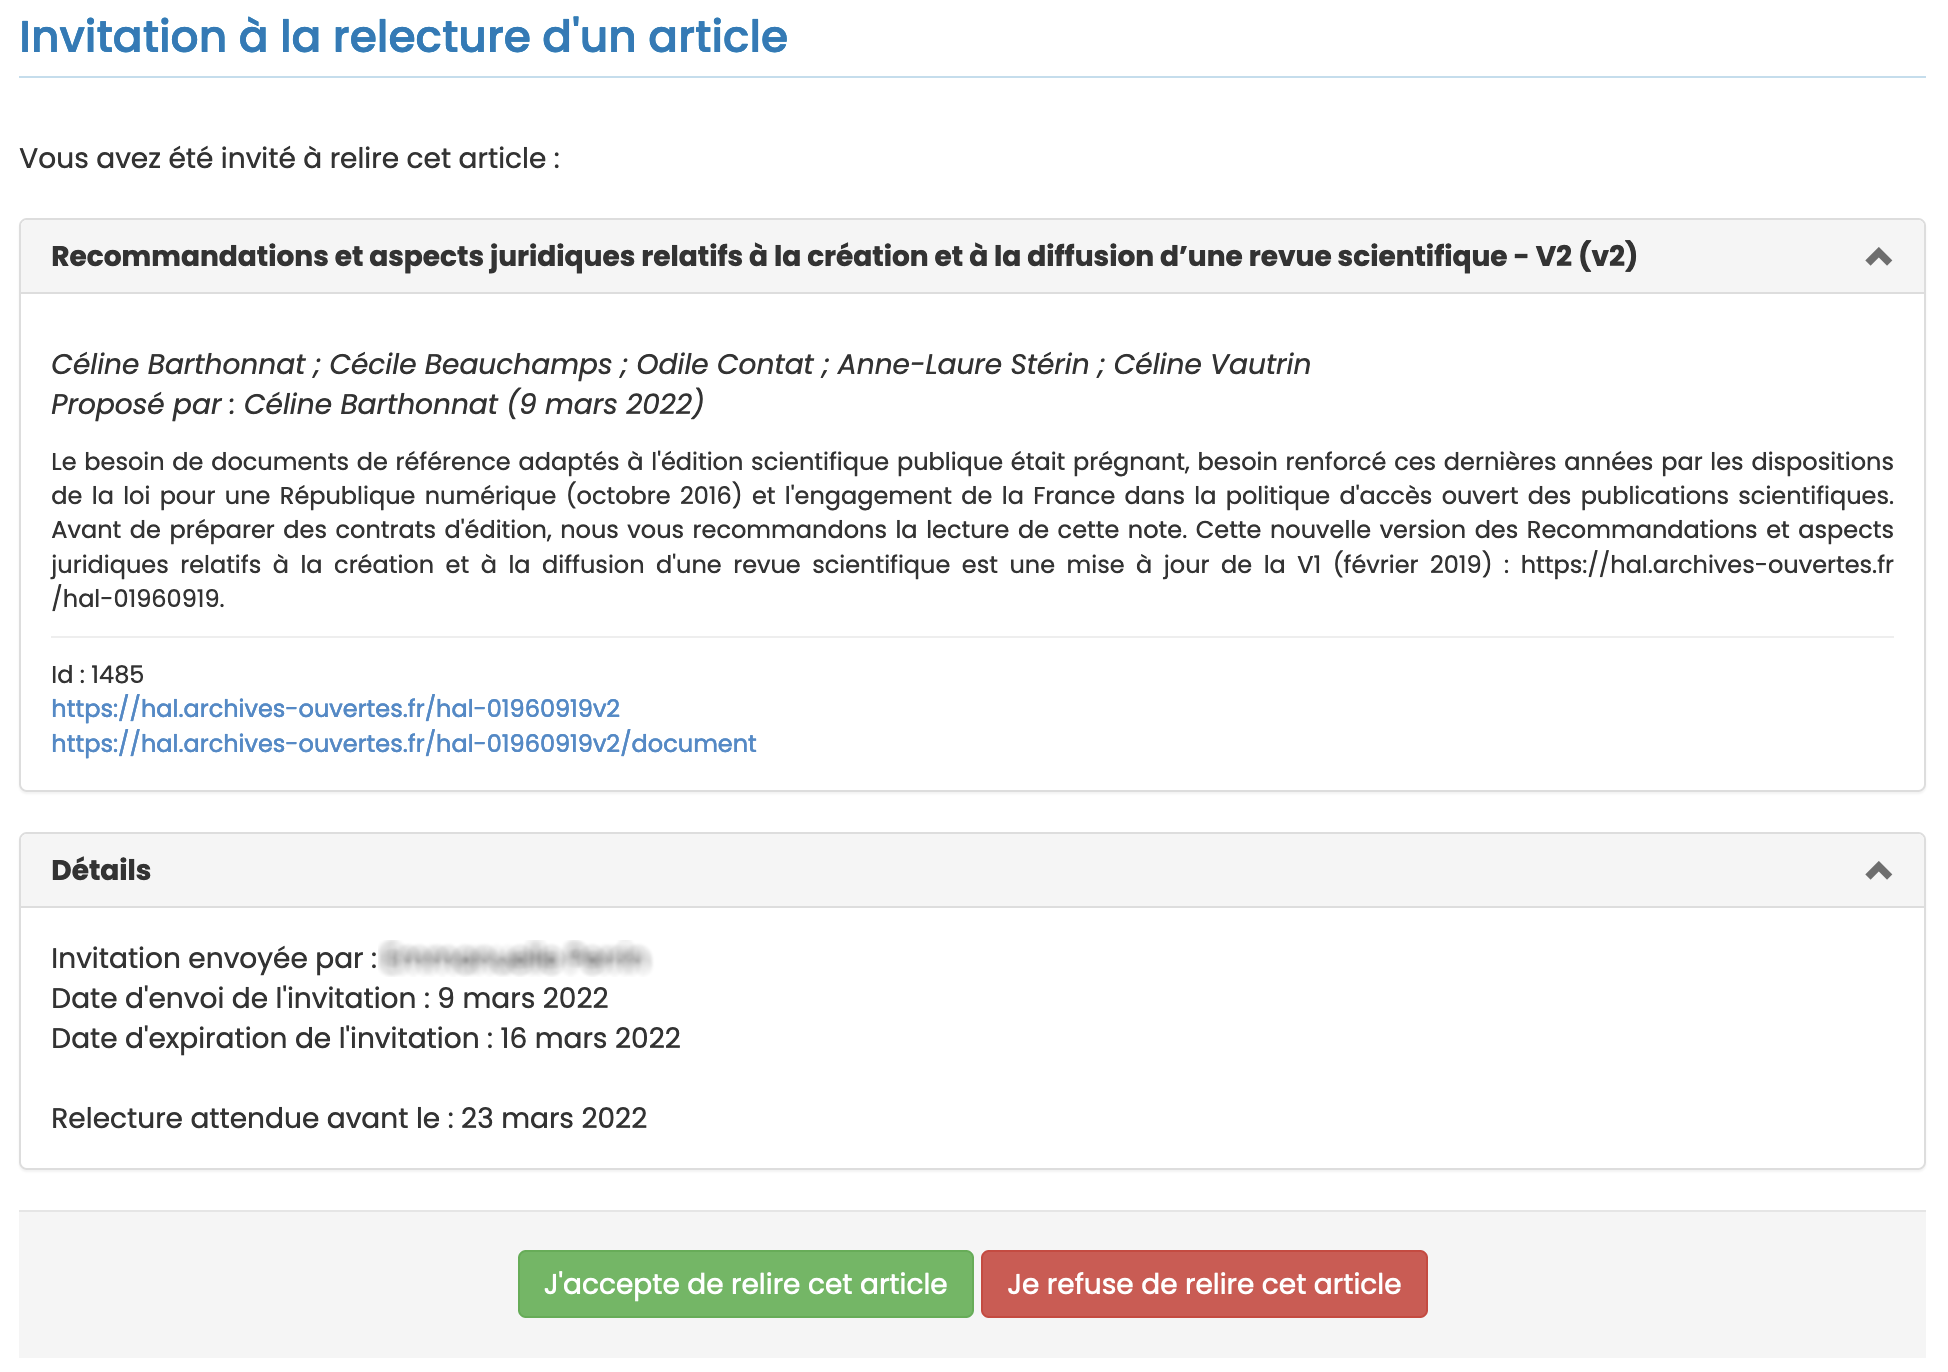 Invitation à la relecture d'un article
Vous avez été invité à relire cet article :
Recommandations et aspects juridiques relatifs à la création et à la diffusion d’une revue scientifique - V2 (v2)
Céline Barthonnat ; Cécile Beauchamps ; Odile Contat ; Anne-Laure Stérin ; Céline Vautrin
Proposé par : Céline Barthonnat (9 mars 2022)
Le besoin de documents de référence adaptés à l'édition scientifique publique était prégnant, besoin renforcé ces dernières années par les dispositions
de la loi pour une République numérique (octobre 2016) et l'engagement de la France dans la politique d'accès ouvert des publications scientifiques.
Avant de préparer des contrats d'édition, nous vous recommandons la lecture de cette note. Cette nouvelle version des Recommandations et aspects
juridiques relatifs à la création et à la diffusion d'une revue scientifique est une mise à jour de la V1 (février 2019) : https://hal.archives-ouvertes.fr
/hal-01960919.
Id : 1485
https://hal.archives-ouvertes.fr/hal-01960919v2
https://hal.archives-ouvertes.fr/hal-01960919v2/document
Détails
Invitation envoyée par :
Date d'envoi de l'invitation : 9 mars 2022
Date d'expiration de l'invitation : 16 mars 2022
Relecture attendue avant le : 23 mars 2022
J'accepte de relire cet article
Je refuse de relire cet article